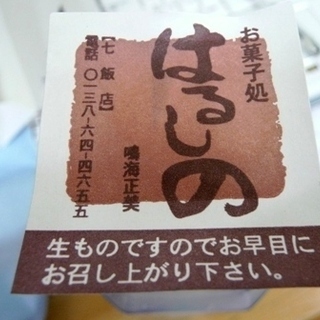 お菓子処
はるしの
鳴海正美
【七飯店】
電話 〇一三八-六四-四六五五
生ものですのでお早目に
お召し上がり下さい。